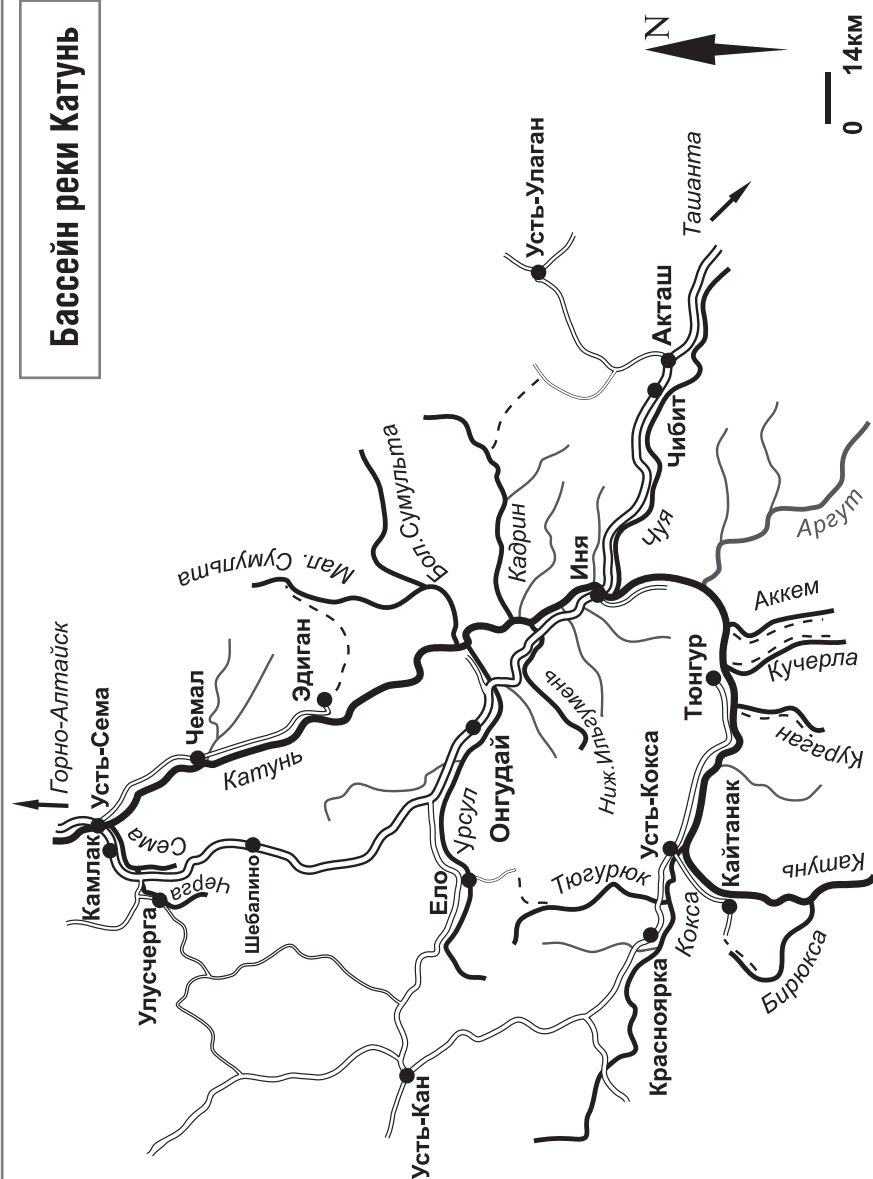 Бассейн реки Катунь
N
0 14км
Горно-Алтайск
Усть-Сема
Камлак
Сема
Черга
Улусчерга
Шебалино
Чемал
Катунь
Эдиган
Мал. Сумульта
Бол.Сумульта
Кадрин
Усть-Улаган
Ташанта
Акташ
Чибит
Чуя
Иня
Ниж.Ильгумень
Онгудай
Урсул
Ело
Усть-Кан
Аргут
Аккем
Кучерла
Тюнгур
Кураган
Усть-Кокса
Кайтанак
Катунь
Тюгурюк
Кокса
Красноярка
Бирюкса